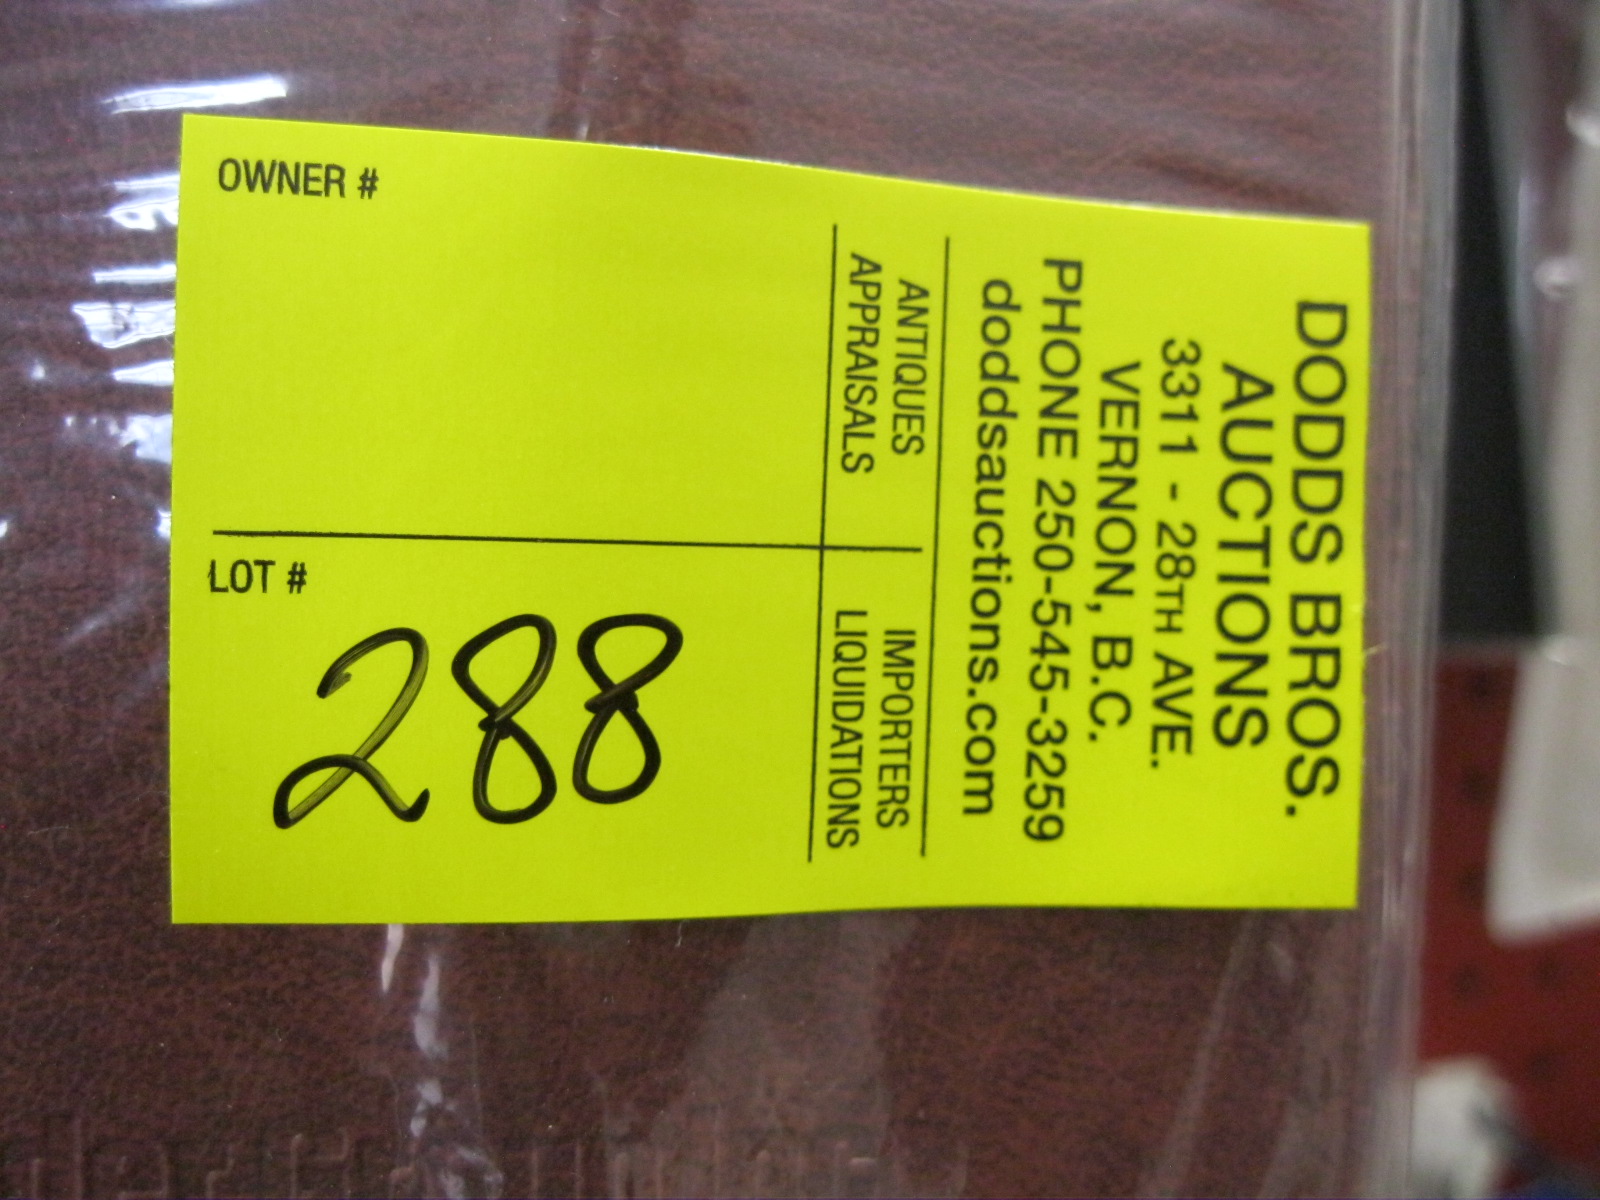 DODDS BROS.
AUCTIONS
3311 - 28TH AVE.
VERNON, B.C.
PHONE 250-545-3259
doddsauctions.com
ANTIQUES
APPRAISALS
IMPORTERS
LIQUIDATIONS
OWNER #
LOT #
288